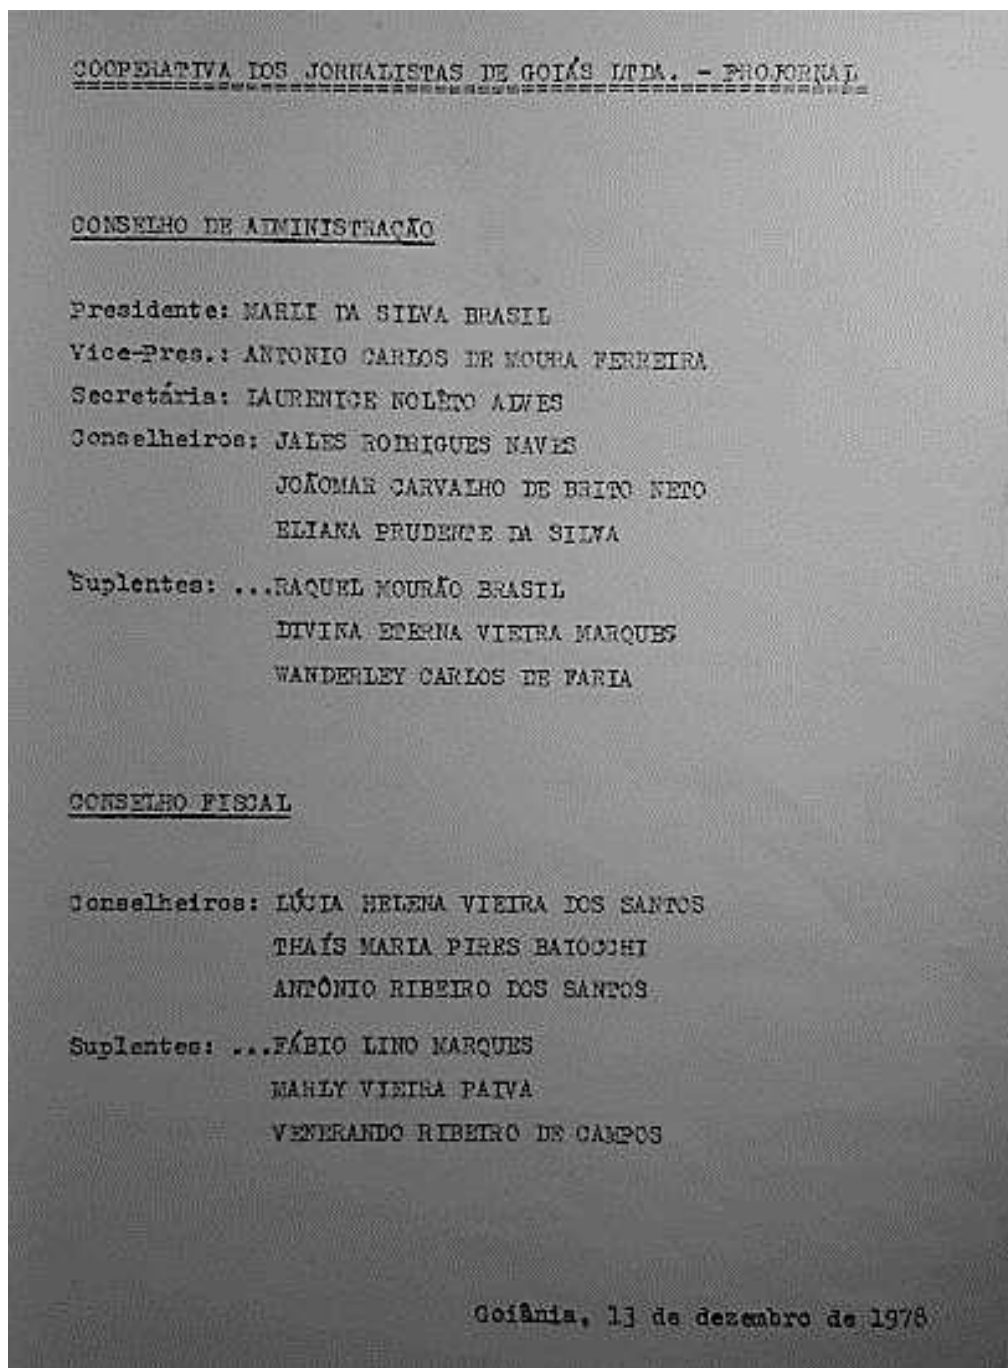 COOPERATIVA DOS JORNALISTAS DE GOIÁS LTDA. - PROJORNAL
CONSELHO DE ADMINISTRAÇÃO
Presidente: MARLI DA SILVA BRASIL
Vice-Pres.: ANTONIO CARLOS DE MOURA FERREIRA
Secretária: LAURENICE NOLÊTO ALVES
Conselheiros: JALES RODRIGUES NAVES
JOÃOMAR CARVALHO DE BRITO NETO
ELIANA PRUDENTE DA SILVA
Suplentes: ...RAQUEL MOURÃO BRASIL
DIVINA ETERNA VIEIRA MARQUES
WANDERLEY CARLOS DE FARIA
CONSELHO FISCAL
Conselheiros: LÚCIA HELENA VIEIRA DOS SANTOS
THAÍS MARIA PIRES BAIOCCHI
ANTÔNIO RIBEIRO DOS SANTOS
Suplentes: ...FÁBIO LINO MARQUES
MARLY VIEIRA PAIVA
VENERANDO RIBEIRO DE CAMPOS
Goiânia, 13 de dezembro de 1978